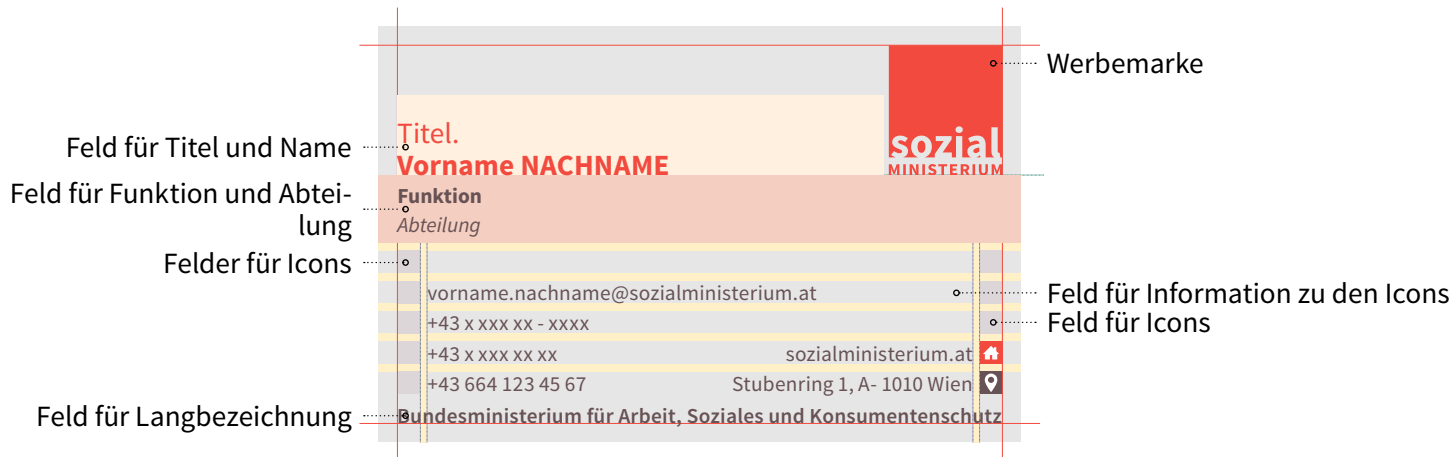 Werbemarke
Titel.
Feld für Titel und Name
Vorname NACHNAME
sozial
MINISTERIUM
Feld für Funktion und Abtei-
lung
Funktion
Abteilung
Felder für Icons
vorname.nachname@sozialministerium.at
Feld für Information zu den Icons
+43 x xxx xx - xxxx
Feld für Icons
+43 x xxx xx xx
sozialministerium.at
+43 664 123 45 67
Stubenring 1, A- 1010 Wien
Feld für Langbezeichnung
Bundesministerium für Arbeit, Soziales und Konsumentenschutz